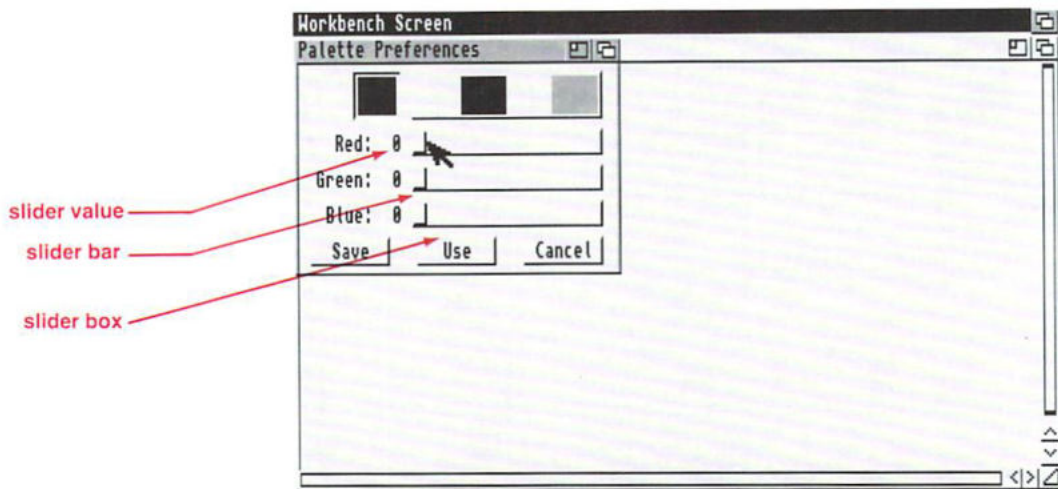 Workbench Screen
Palette Preferences
Red: 0
Green: 0
Blue: 0
Save Use Cancel
slider value
slider bar
slider box